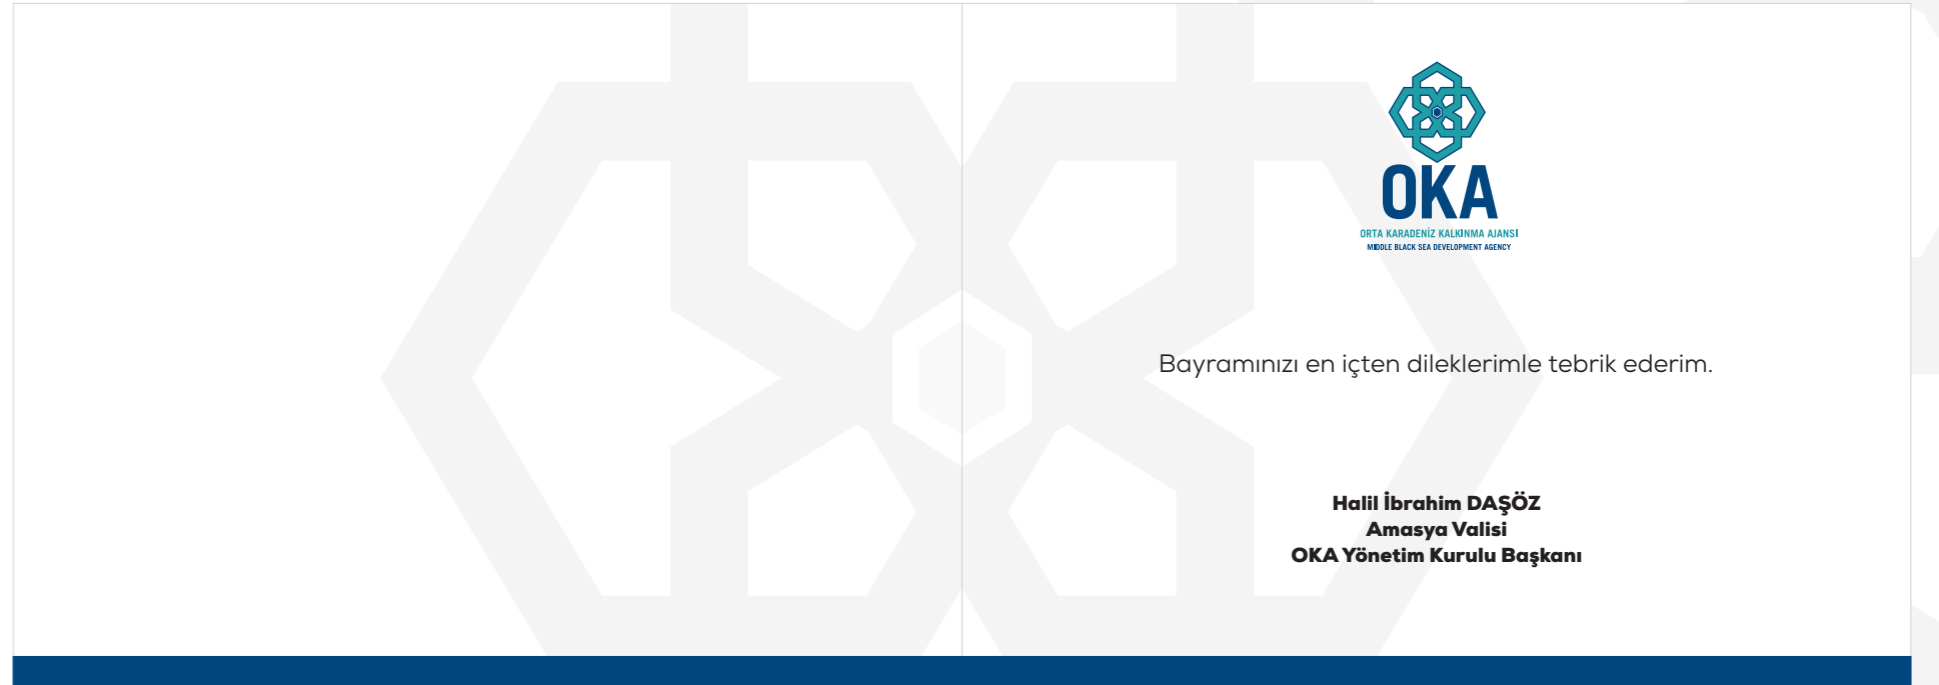 OKA
ORTA KARADENİZ KALKINMA AJANSI
MIDDLE BLACK SEA DEVELOPMENT AGENCY
Bayramınızı en içten dileklerimle tebrik ederim.
Halil İbrahim DAŞÖZ
Amasya Valisi
OKA Yönetim Kurulu Başkanı